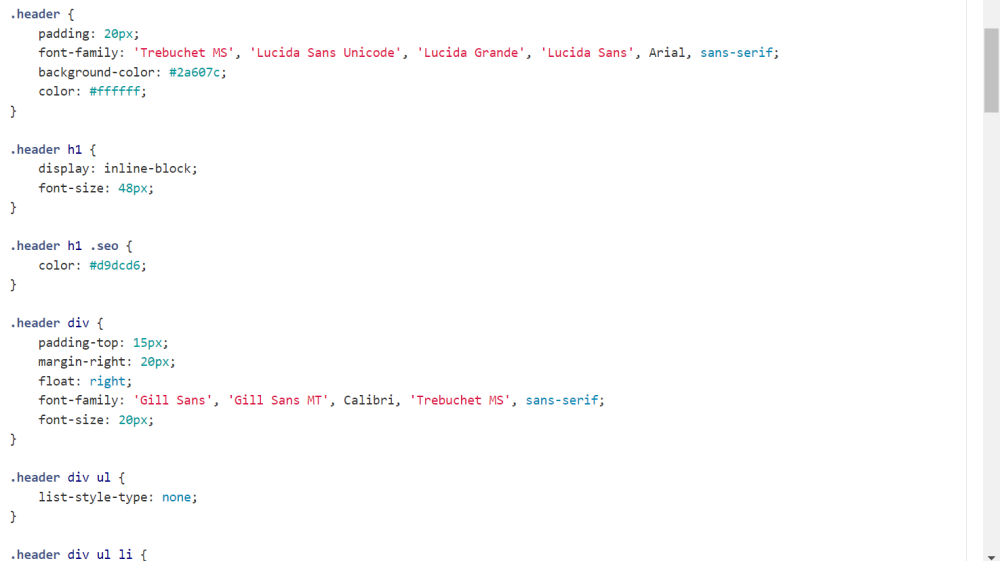 .header {
    padding: 20px;
    font-family: 'Trebuchet MS', 'Lucida Sans Unicode', 'Lucida Grande', 'Lucida Sans', Arial, sans-serif;
    background-color: #2a607c;
    color: #ffffff;
}

.header h1 {
    display: inline-block;
    font-size: 48px;
}

.header h1 .seo {
    color: #d9dcd6;
}

.header div {
    padding-top: 15px;
    margin-right: 20px;
    float: right;
    font-family: 'Gill Sans', 'Gill Sans MT', Calibri, 'Trebuchet MS', sans-serif;
    font-size: 20px;
}

.header div ul {
    list-style-type: none;
}

.header div ul li {